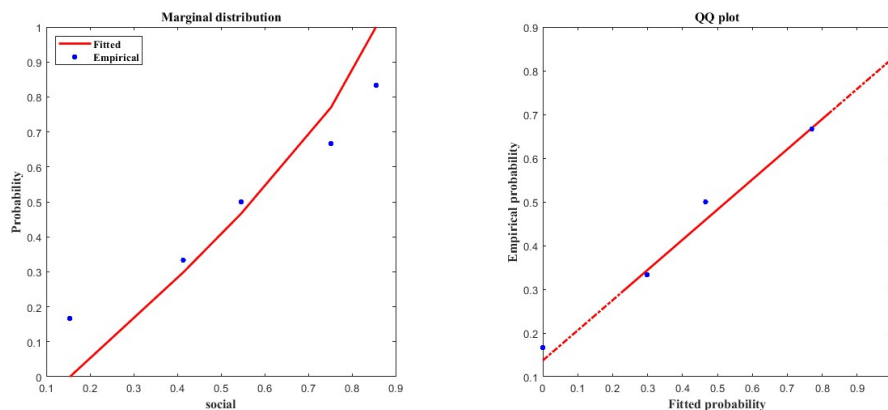 Marginal distribution
1
0.9
0.8
0.7
0.6
0.5
0.4
0.3
0.2
0.1
0
Probability
Fitted
Empirical
0.1 0.2 0.3 0.4 0.5 0.6 0.7 0.8 0.9
social
QQ plot
0.9
0.8
0.7
0.6
0.5
0.4
0.3
0.2
0.1
Empirical probability
0 0.1 0.2 0.3 0.4 0.5 0.6 0.7 0.8 0.9
Fitted probability